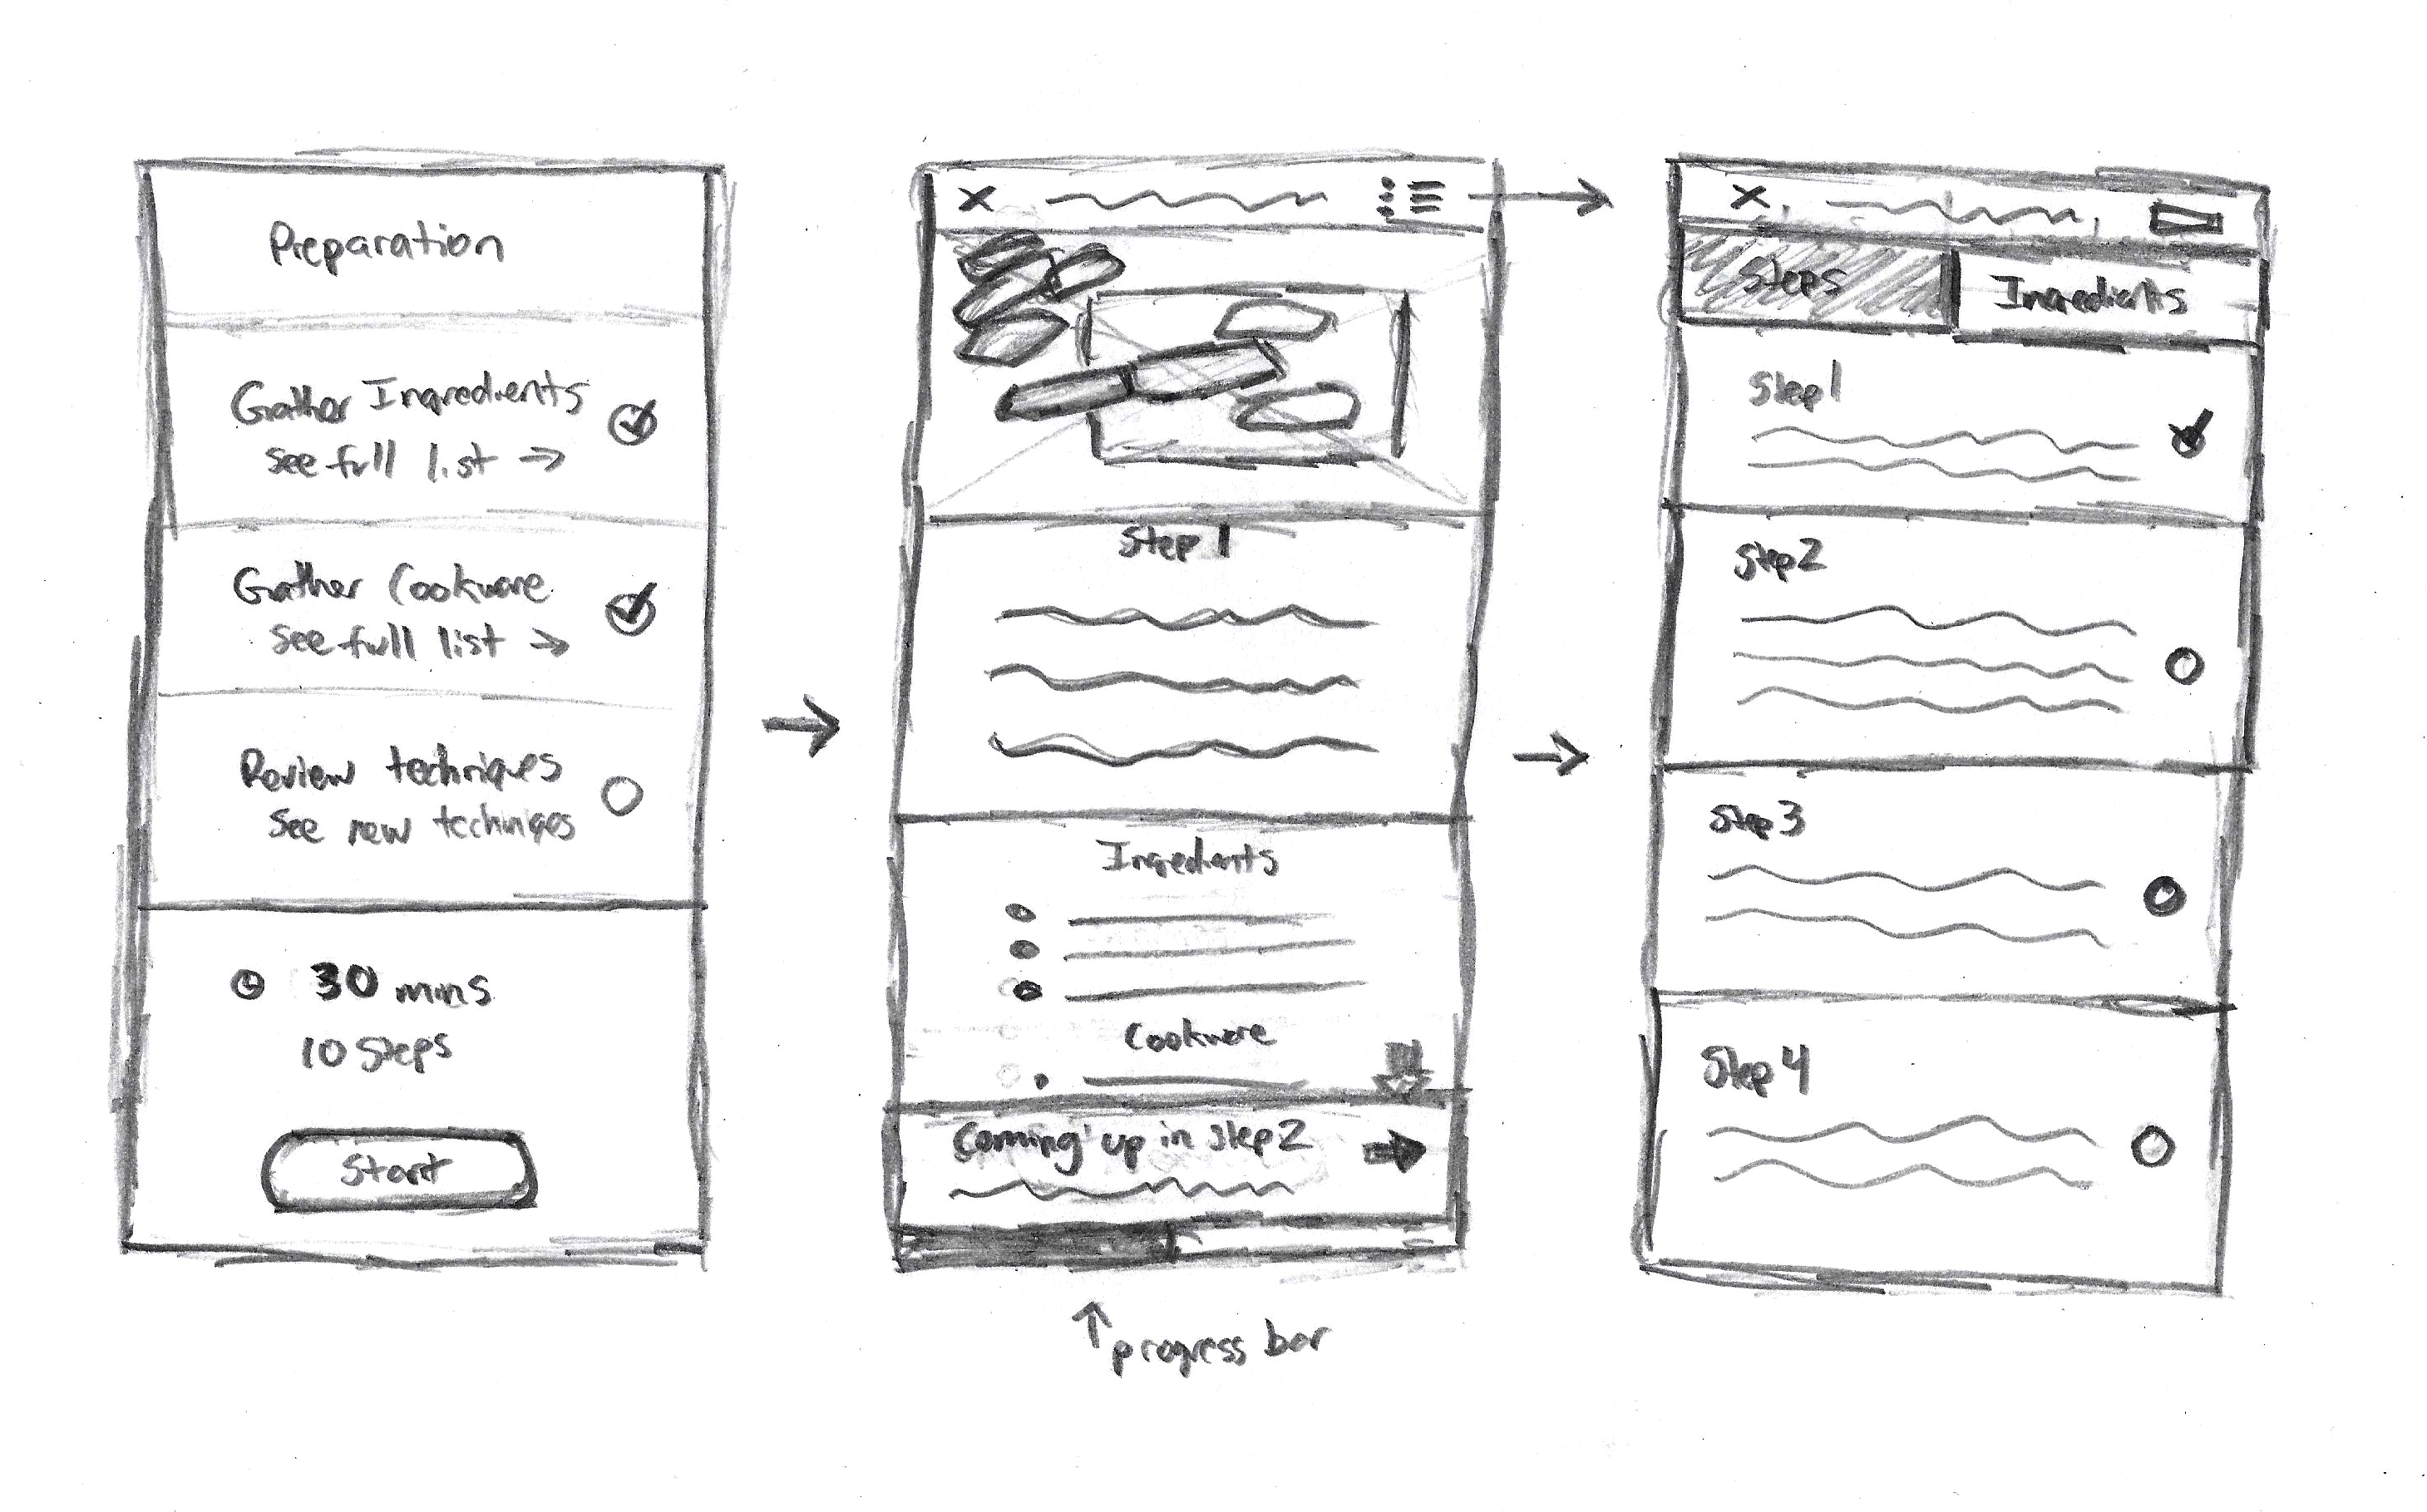 Preparation
Gather Ingredients
see full list →
Gather Cookware
see full list →
Review techniques
see new techniqes
30 mins
10 steps
Start
X
Step 1
Ingredients
Cookware
Coming up in step 2
↑ progress bar
X
Steps
Ingredients
Step 1
Step 2
Step 3
Step 4